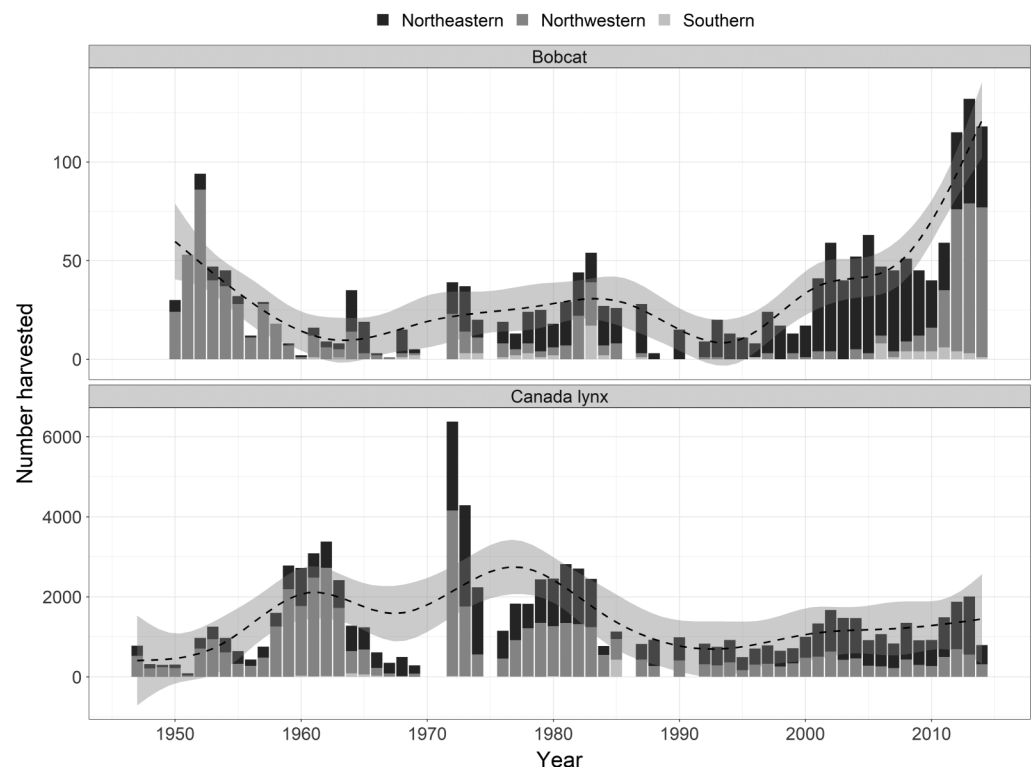 Northeastern Northwestern Southern
Bobcat
100
50
0
Canada lynx
6000
4000
2000
0
Number harvested
1950 1960 1970 1980 1990 2000 2010
Year